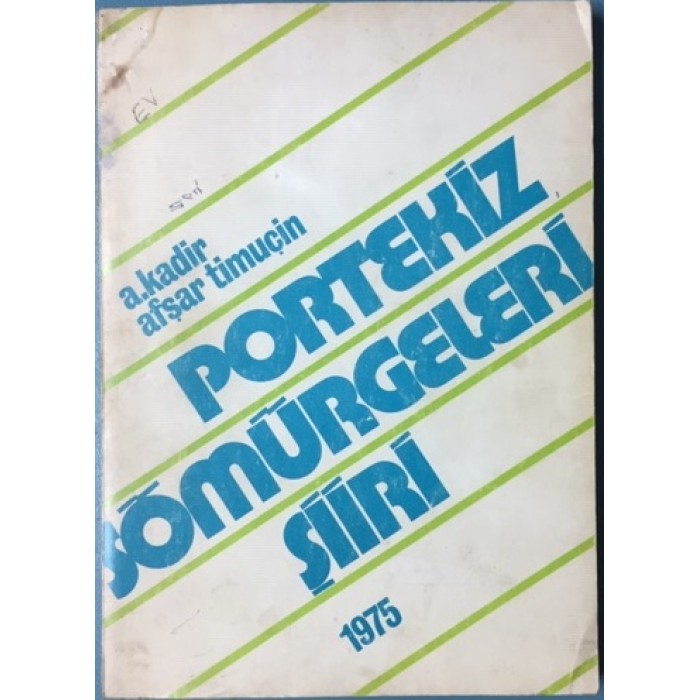 EV
a.kadir
afşar timuçin
PORTEKİZ
SÖMÜRGELERİ
ŞİİRİ
1975